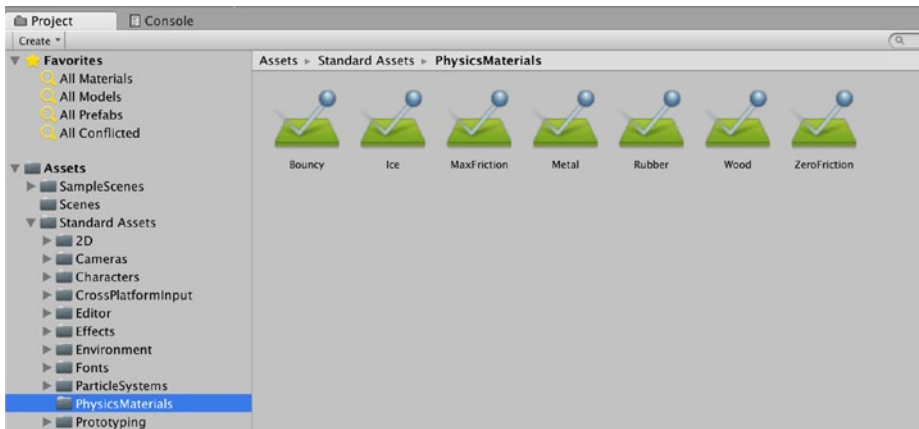 Project
Console
Create
Favorites
All Materials
All Models
All Prefabs
All Conflicted
Assets
SampleScenes
Scenes
Standard Assets
2D
Cameras
Characters
CrossPlatformInput
Editor
Effects
Environment
Fonts
ParticleSystems
PhysicsMaterials
Prototyping
Assets ▸ Standard Assets ▸ PhysicsMaterials
Bouncy Ice MaxFriction Metal Rubber Wood ZeroFriction